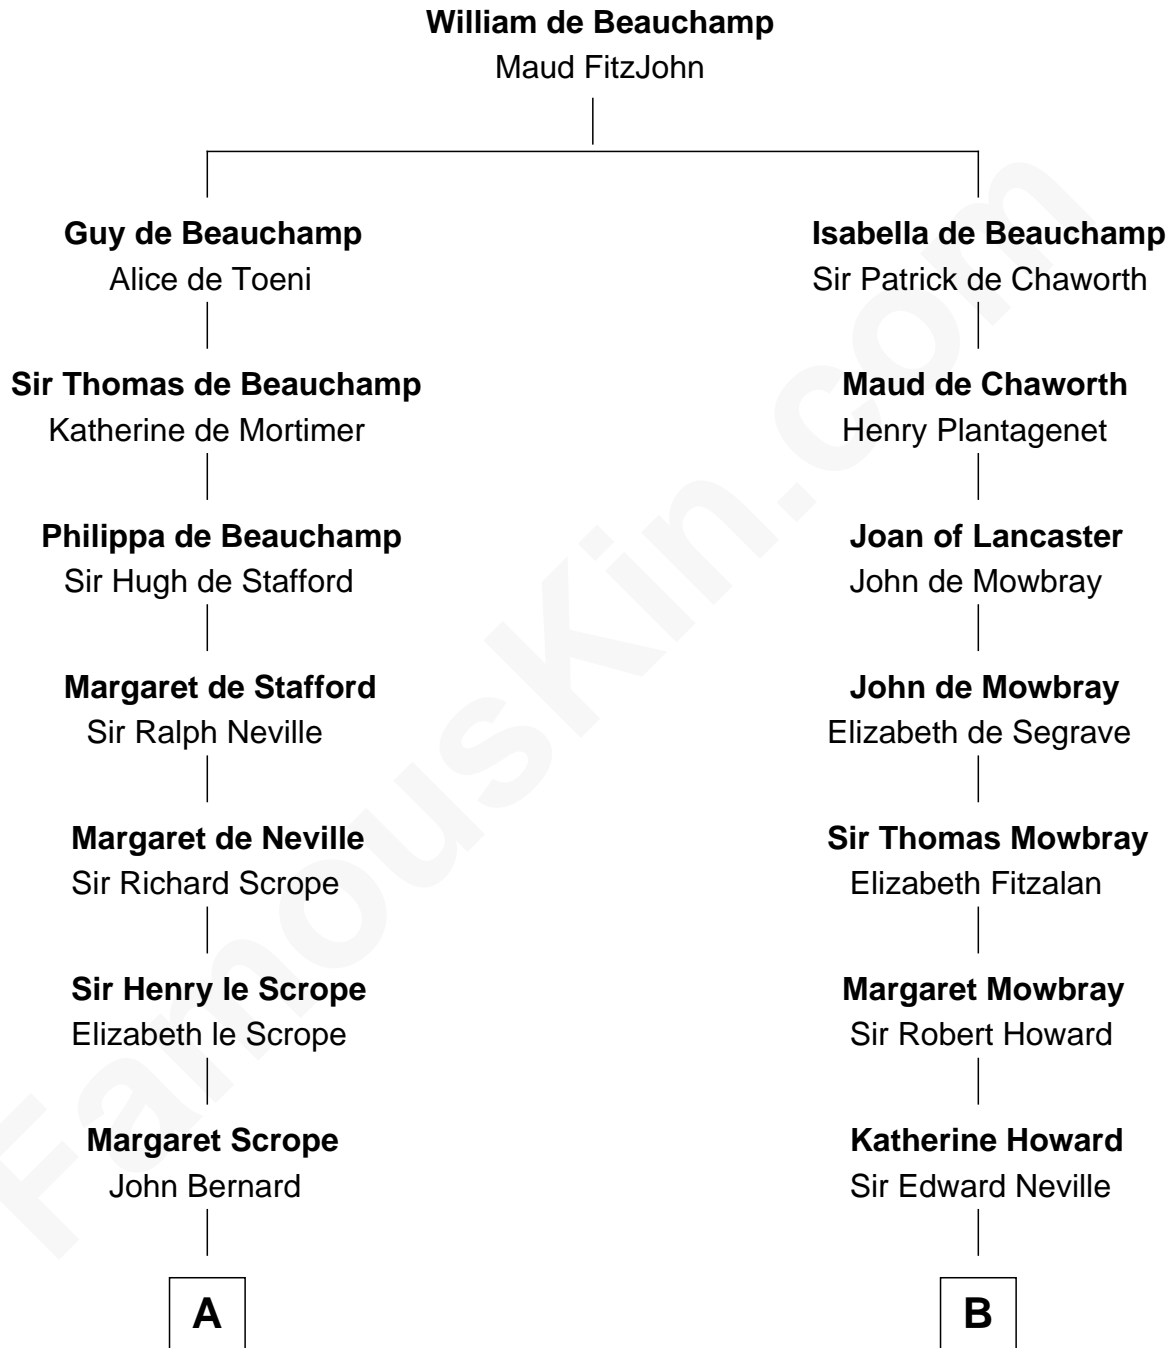 William de Beauchamp
Maud FitzJohn
Guy de Beauchamp
Alice de Toeni
Isabella de Beauchamp
Sir Patrick de Chaworth
Sir Thomas de Beauchamp
Katherine de Mortimer
Maud de Chaworth
Henry Plantagenet
Philippa de Beauchamp
Sir Hugh de Stafford
Joan of Lancaster
John de Mowbray
Margaret de Stafford
Sir Ralph Neville
John de Mowbray
Elizabeth de Segrave
Margaret de Neville
Sir Richard Scrope
Sir Thomas Mowbray
Elizabeth Fitzalan
Sir Henry le Scrope
Elizabeth le Scrope
Margaret Mowbray
Sir Robert Howard
Margaret Scrope
John Bernard
Katherine Howard
Sir Edward Neville
A
B
FamousKin.com